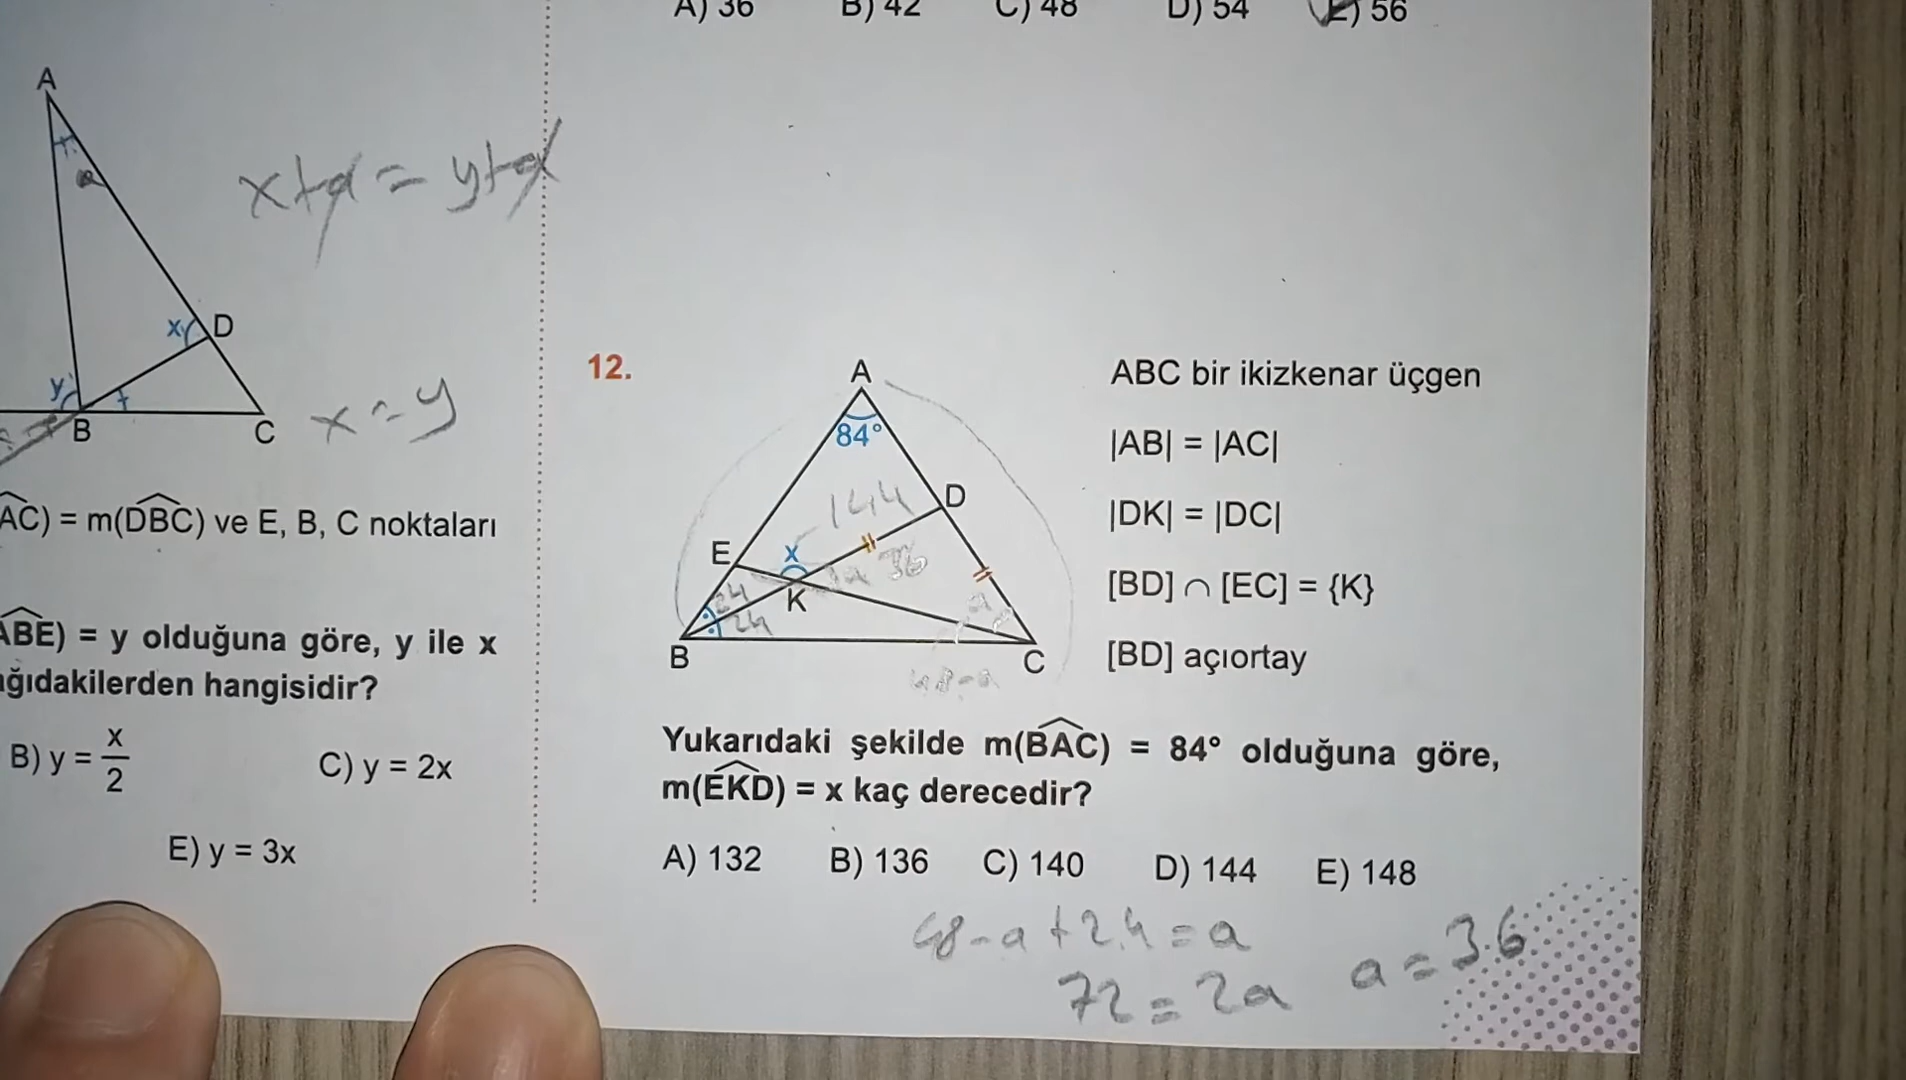 A) 36 B) 42 C) 48 D) 54 E) 56
A
x+a = y+a
x D
y
B C
x = y
AC) = m(DBC) ve E, B, C noktaları
ABE) = y olduğuna göre, y ile x
ağıdakilerden hangisidir?
B) y = x/2 C) y = 2x
E) y = 3x
12.
A
84°
144 D
E x
a 36
K
24
24
a
B C
48-a
ABC bir ikizkenar üçgen
|AB| = |AC|
|DK| = |DC|
[BD] ∩ [EC] = {K}
[BD] açıortay
Yukarıdaki şekilde m(BAC) = 84° olduğuna göre,
m(EKD) = x kaç derecedir?
A) 132 B) 136 C) 140 D) 144 E) 148
48-a+24=a
72=2a a=36